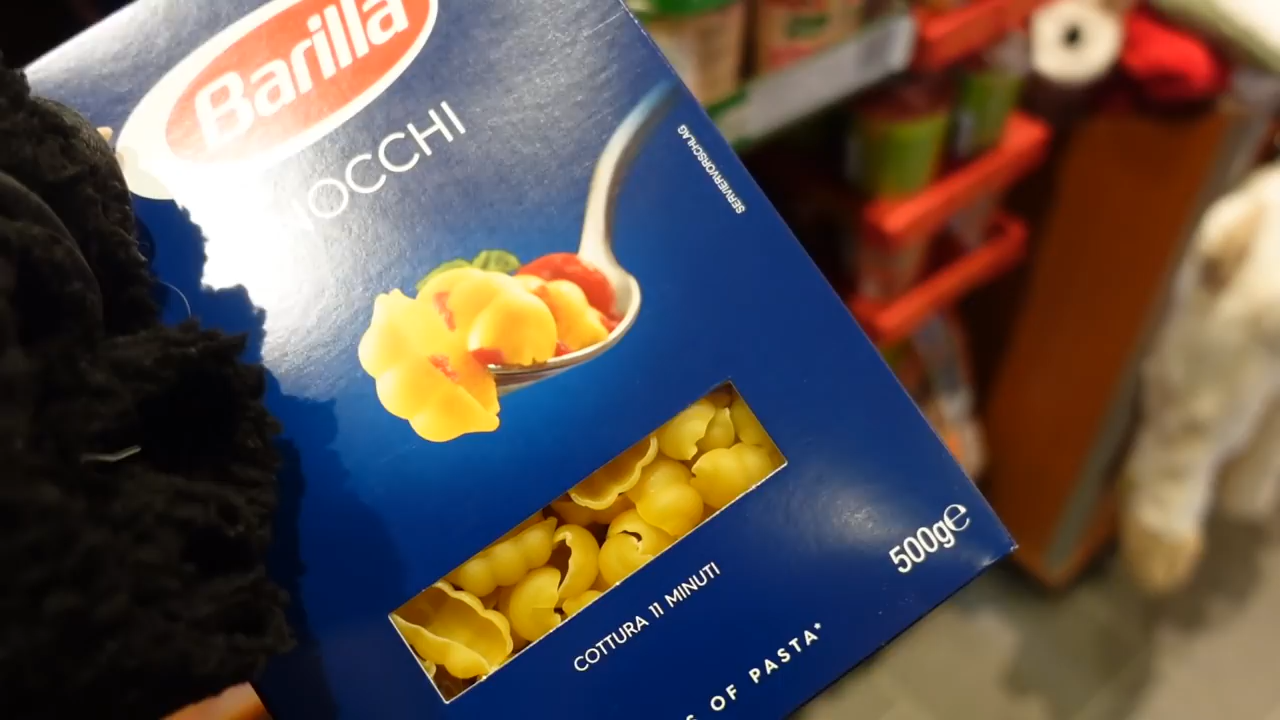 Barilla
OCCHI
SERVIERVORSCHLAG
500g℮
COTTURA 11 MINUTI
OF PASTA*